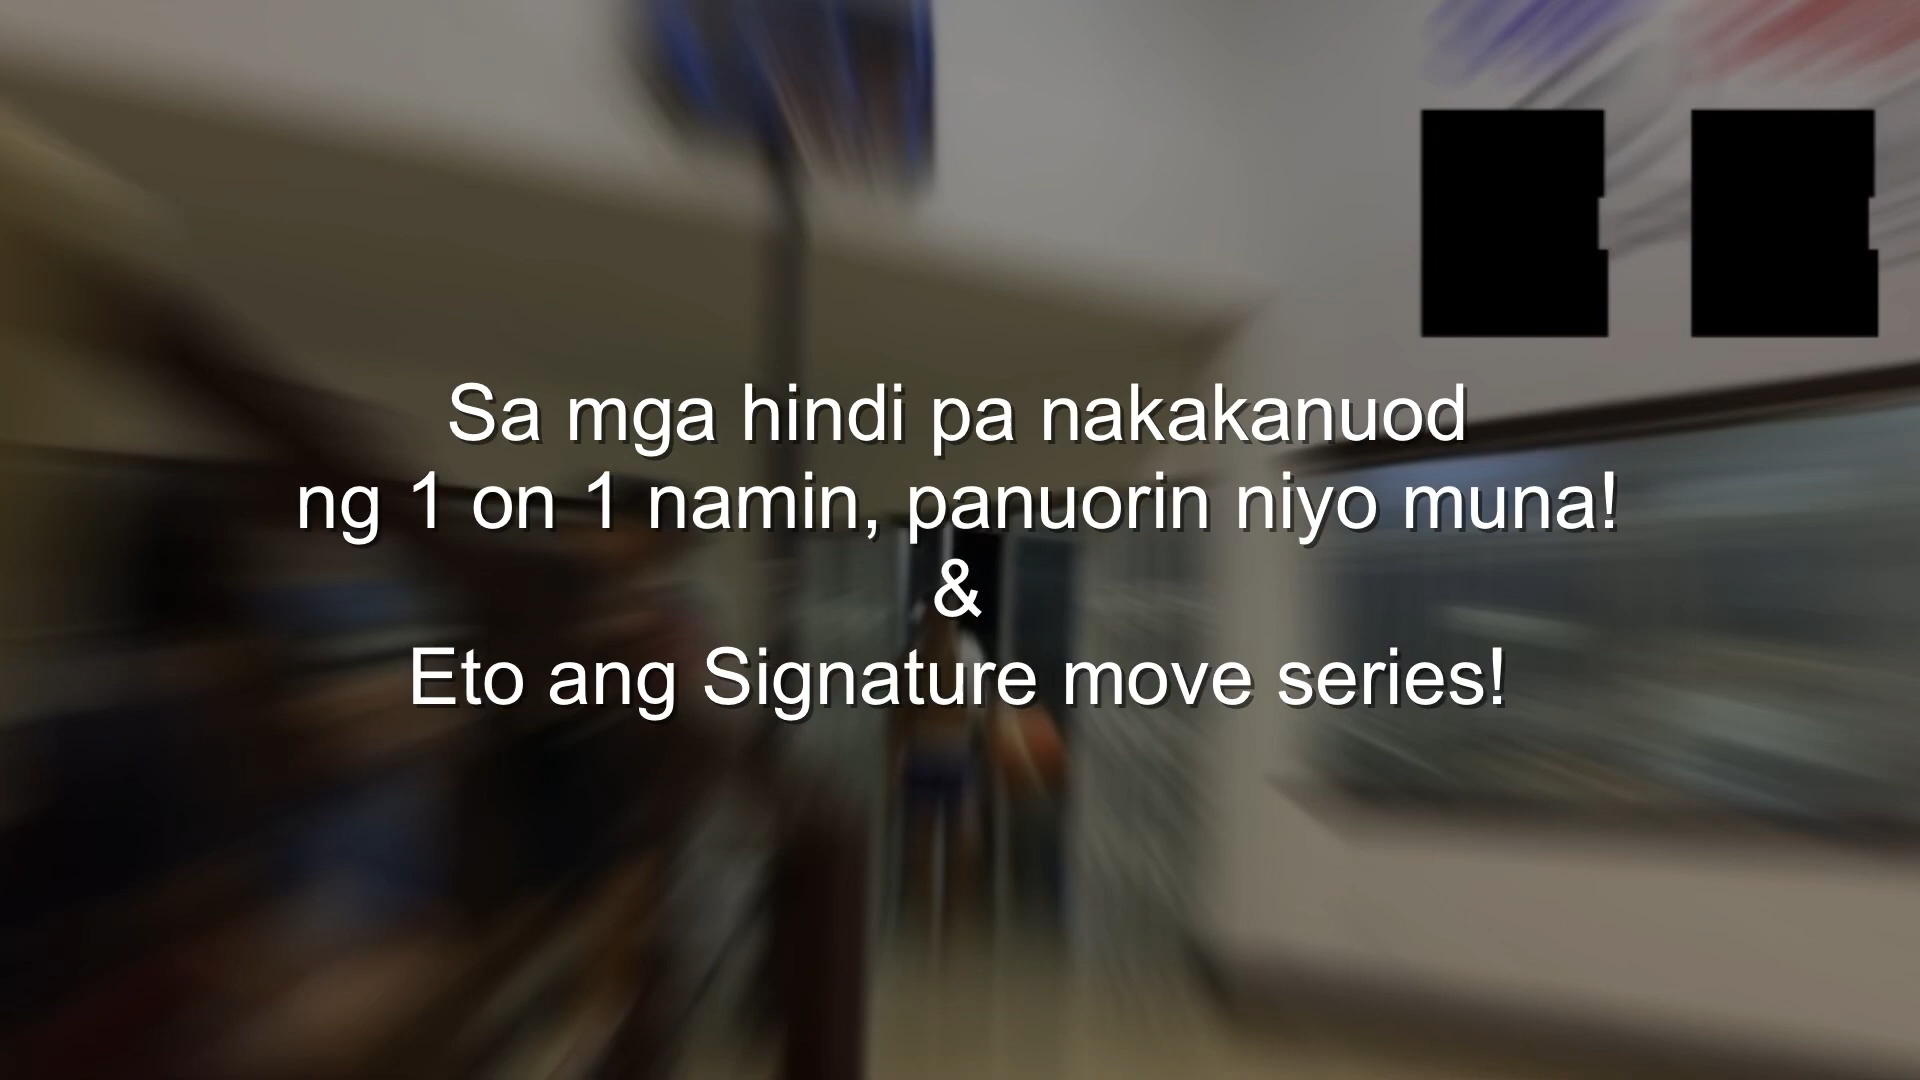 Sa mga hindi pa nakakanuod
ng 1 on 1 namin, panuorin niyo muna!
&
Eto ang Signature move series!